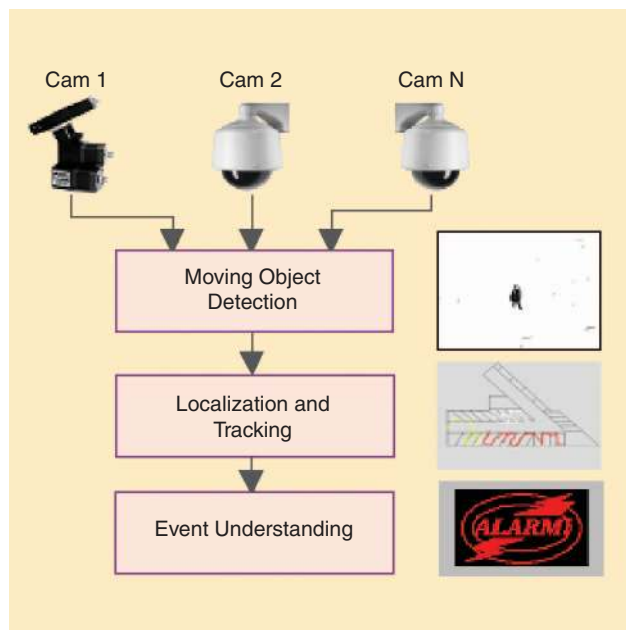 Cam 1
Cam 2
Cam N
Moving Object
Detection
Localization and
Tracking
Event Understanding
ALARM!